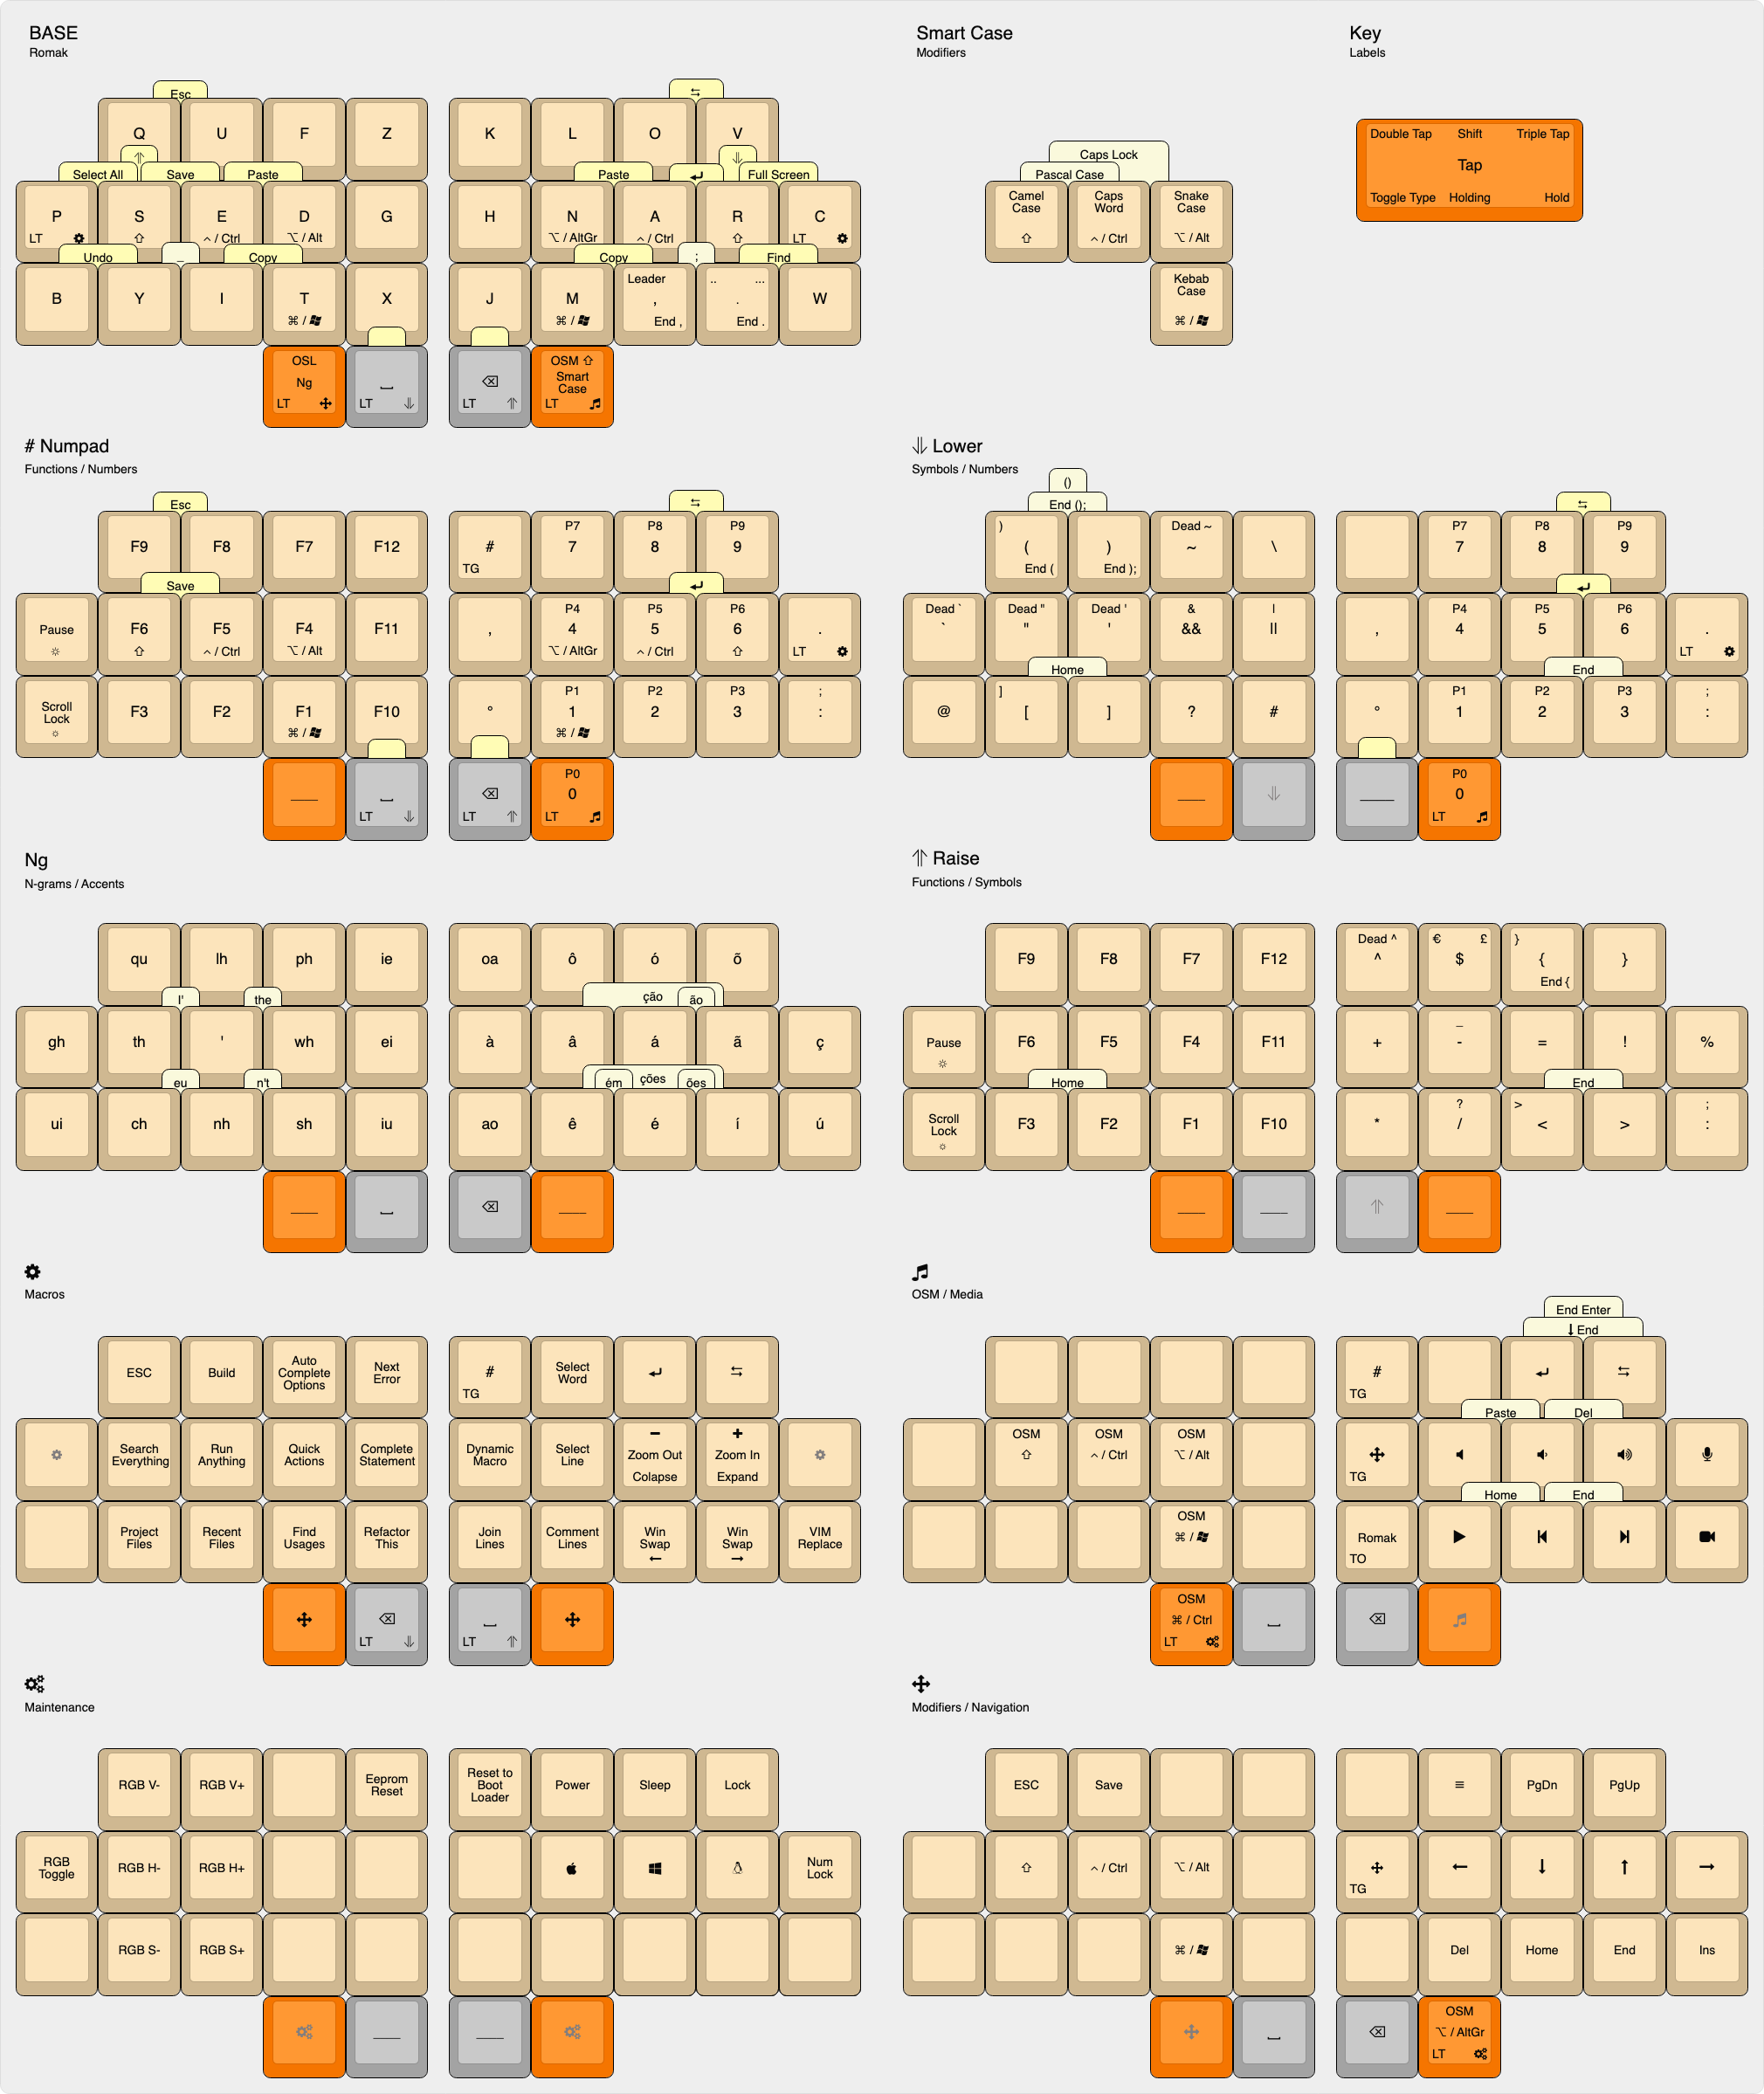 BASE
Romak
Smart Case
Modifiers
Key
Labels
Esc
⇆
Q U F Z K L O V
⇑ ⇓
Select All Save Paste Paste ↵ Full Screen
P S E D G H N A R C
LT ⇧ ^ / Ctrl ⌥ / Alt ⌥ / AltGr ^ / Ctrl ⇧ LT
Undo _ Copy Copy ; Find
B Y I T X J M W
⌘ / ⌘ /
Leader
,
End ,
.. ...
.
End .
OSL
Ng
LT
⎵
LT ⇓
⌫
LT ⇑
OSM ⇧
Smart
Case
LT
Caps Lock
Pascal Case
Camel
Case
⇧
Caps
Word
^ / Ctrl
Snake
Case
⌥ / Alt
Kebab
Case
⌘ /
Double Tap Shift Triple Tap
Tap
Toggle Type Holding Hold
# Numpad
Functions / Numbers
Esc ⇆
P7 P8 P9
F9 F8 F7 F12 # 7 8 9
TG
Save ↵
P4 P5 P6
Pause F6 F5 F4 F11 , 4 5 6 .
☼ ⇧ ^ / Ctrl ⌥ / Alt ⌥ / AltGr ^ / Ctrl ⇧ LT
P1 P2 P3 ;
Scroll
Lock
☼
F3 F2 F1 F10 ° 1 2 3 :
⌘ / ⌘ /
P0
___ ⎵ ⌫ 0
LT ⇓ LT ⇑ LT
⇓ Lower
Symbols / Numbers
()
End (); ⇆
) Dead ~ P7 P8 P9
( ) ~ \ 7 8 9
End ( End );
↵
Dead ` Dead " Dead ' & | P4 P5 P6
` " ' && || , 4 5 6 .
LT
Home End
] P1 P2 P3 ;
@ [ ] ? # ° 1 2 3 :
P0
___ ⇓ ___ 0
LT
Ng
N-grams / Accents
qu lh ph ie oa ô ó õ
l' the ção ão
gh th ' wh ei à â á ã ç
eu n't ém ções ões
ui ch nh sh iu ao ê é í ú
___ ⎵ ⌫ ___
⇑ Raise
Functions / Symbols
Dead ^ € £ }
F9 F8 F7 F12 ^ $ { }
End {
_
Pause F6 F5 F4 F11 + - = ! %
☼
Home End
? > ;
Scroll
Lock
☼
F3 F2 F1 F10 * / < > :
___ ___ ⇑ ___
Macros
ESC
Build
Auto
Complete
Options
Next
Error
#
TG
Select
Word
↵
⇆
Search
Everything
Run
Anything
Quick
Actions
Complete
Statement
Dynamic
Macro
Select
Line
−
Zoom Out
Colapse
+
Zoom In
Expand
Project
Files
Recent
Files
Find
Usages
Refactor
This
Join
Lines
Comment
Lines
Win
Swap
←
Win
Swap
→
VIM
Replace
⌫
LT ⇓
⎵
LT ⇑
OSM / Media
End Enter
↓ End
#
TG
↵
⇆
Paste Del
OSM
⇧
OSM
^ / Ctrl
OSM
⌥ / Alt
TG
Home End
OSM
⌘ /
Romak
TO
OSM
⌘ / Ctrl
LT
⎵
⌫
Maintenance
RGB V-
RGB V+
Eeprom
Reset
Reset to
Boot
Loader
Power
Sleep
Lock
RGB
Toggle
RGB H-
RGB H+
Num
Lock
RGB S-
RGB S+
___ ___
Modifiers / Navigation
ESC Save ≡ PgDn PgUp
⇧ ^ / Ctrl ⌥ / Alt ← ↓ ↑ →
TG
⌘ / Del Home End Ins
⎵
⌫
OSM
⌥ / AltGr
LT